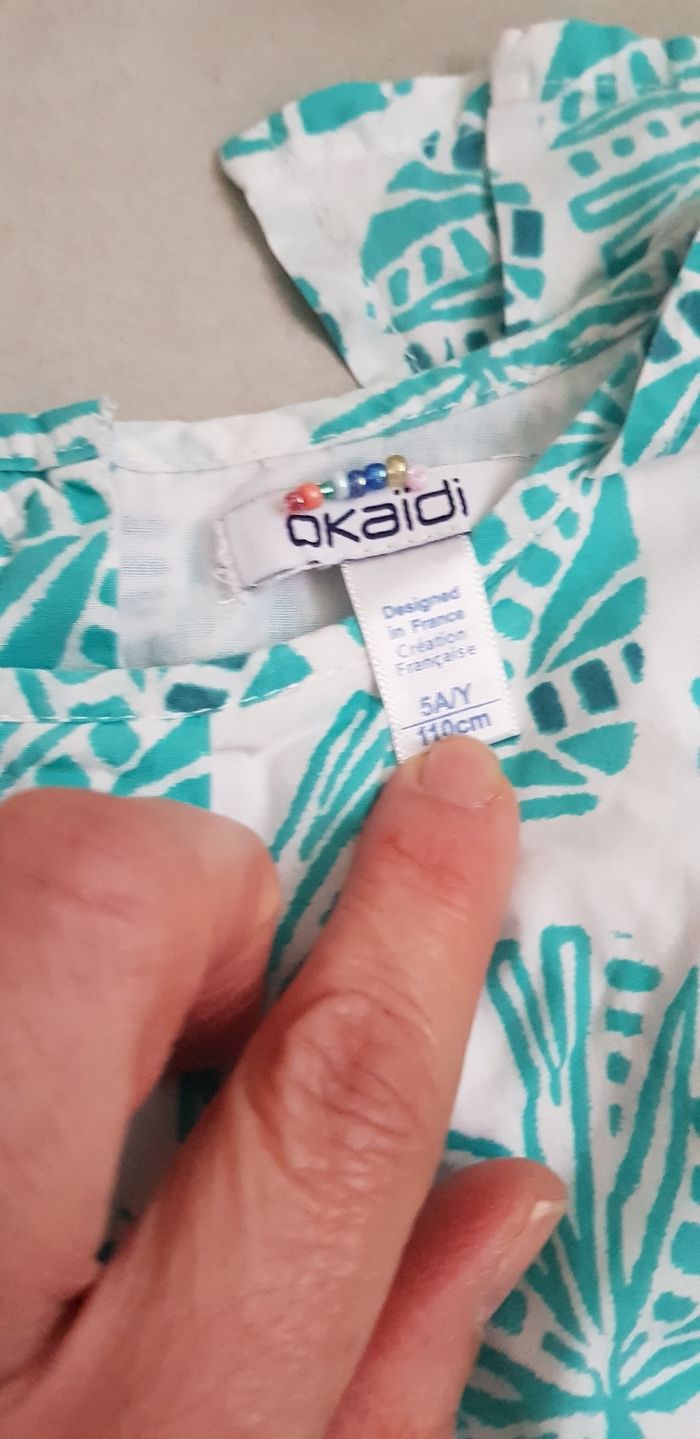 okaïdi
Designed
in France
Création
Française
5A/Y
110cm